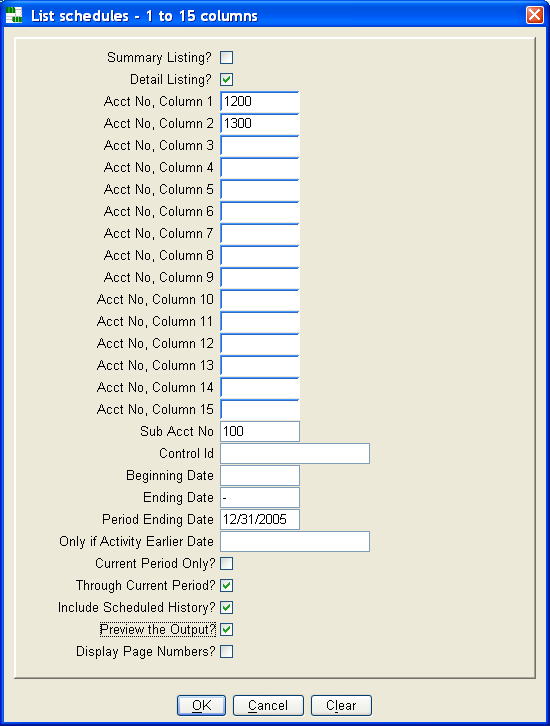 List schedules - 1 to 15 columns
Summary Listing?
Detail Listing?
Acct No, Column 1 1200
Acct No, Column 2 1300
Acct No, Column 3
Acct No, Column 4
Acct No, Column 5
Acct No, Column 6
Acct No, Column 7
Acct No, Column 8
Acct No, Column 9
Acct No, Column 10
Acct No, Column 11
Acct No, Column 12
Acct No, Column 13
Acct No, Column 14
Acct No, Column 15
Sub Acct No 100
Control Id
Beginning Date
Ending Date -
Period Ending Date 12/31/2005
Only if Activity Earlier Date
Current Period Only?
Through Current Period?
Include Scheduled History?
Preview the Output?
Display Page Numbers?
OK Cancel Clear